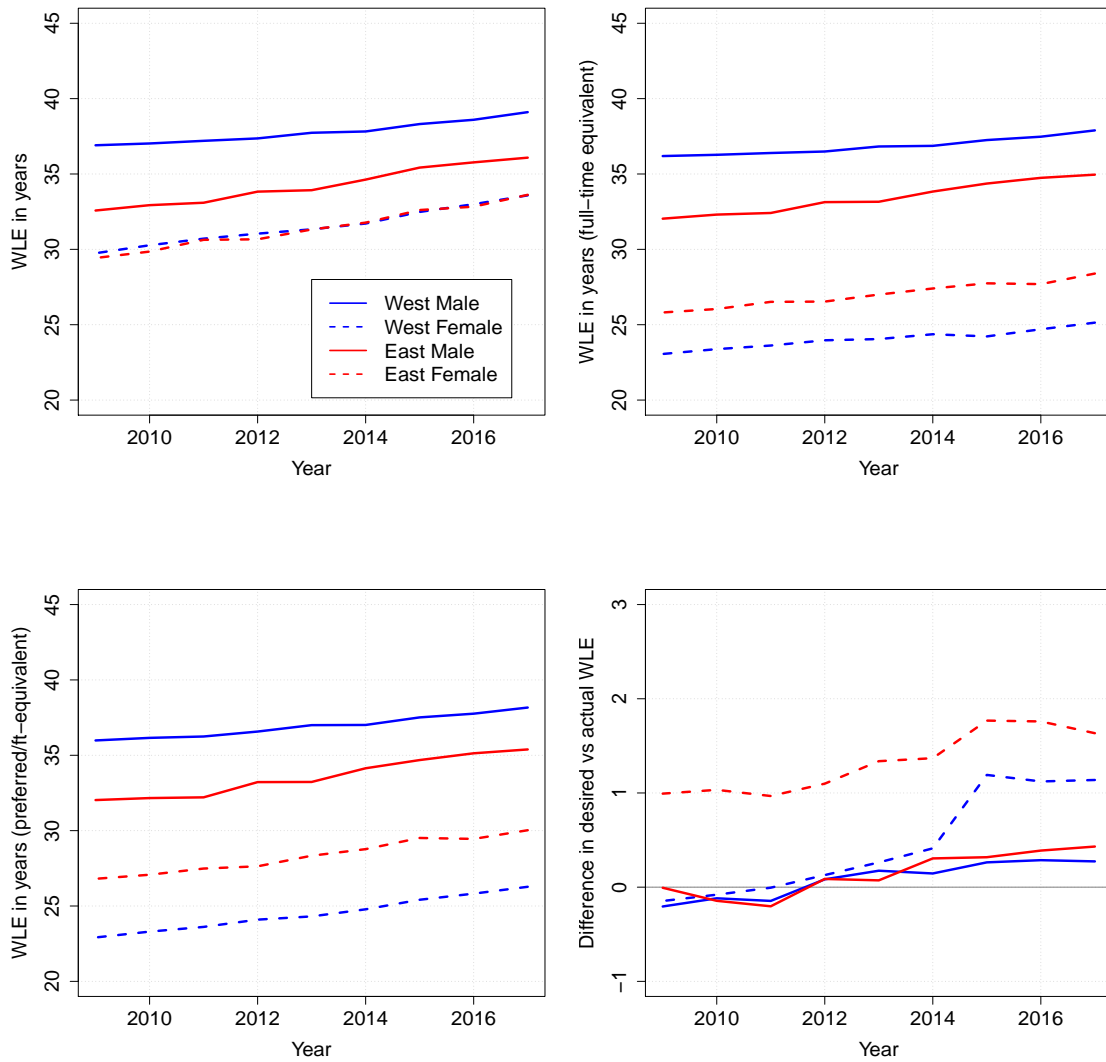 WLE in years
45
40
35
30
25
20
West Male
West Female
East Male
East Female
2010 2012 2014 2016
Year
WLE in years (full−time equivalent)
45
40
35
30
25
20
2010 2012 2014 2016
Year
WLE in years (preferred/ft−equivalent)
45
40
35
30
25
20
2010 2012 2014 2016
Year
Difference in desired vs actual WLE
3
2
1
0
−1
2010 2012 2014 2016
Year